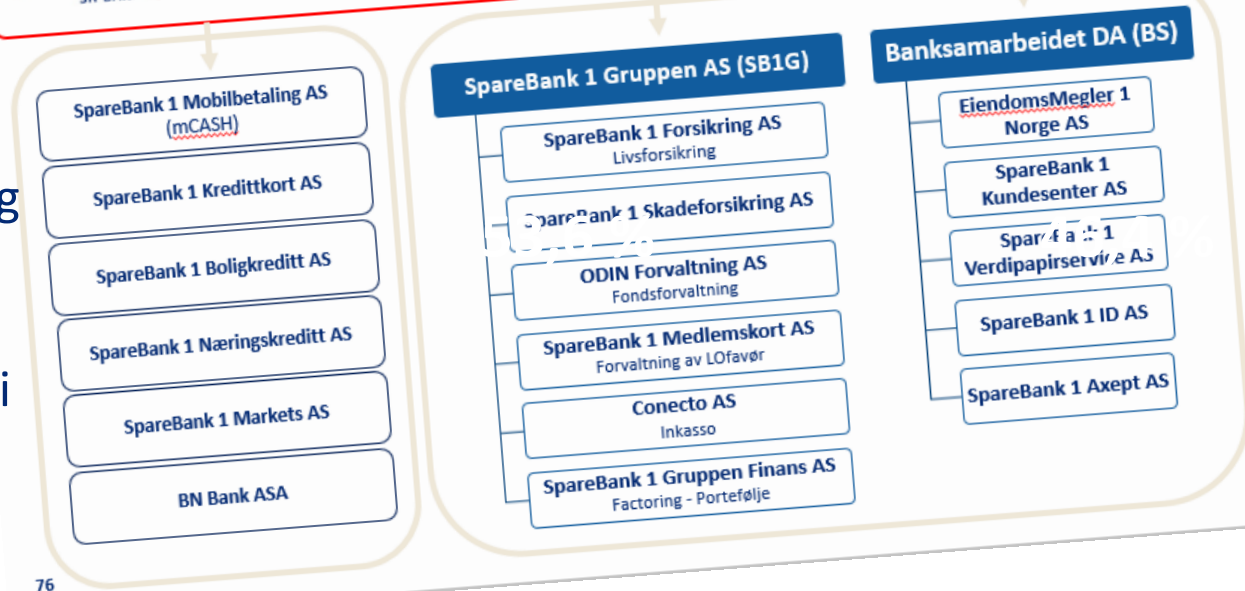 SpareBank 1 Mobilbetaling AS
(mCASH)
SpareBank 1 Kredittkort AS
SpareBank 1 Boligkreditt AS
SpareBank 1 Næringskreditt AS
SpareBank 1 Markets AS
BN Bank ASA
SpareBank 1 Gruppen AS (SB1G)
SpareBank 1 Forsikring AS
Livsforsikring
SpareBank 1 Skadeforsikring AS
ODIN Forvaltning AS
Fondsforvaltning
SpareBank 1 Medlemskort AS
Forvaltning av LOfavør
Conecto AS
Inkasso
SpareBank 1 Gruppen Finans AS
Factoring - Portefølje
Banksamarbeidet DA (BS)
EiendomsMegler 1
Norge AS
SpareBank 1
Kundesenter AS
SpareBank 1
Verdipapirservice AS
SpareBank 1 ID AS
SpareBank 1 Axept AS
g
i
76